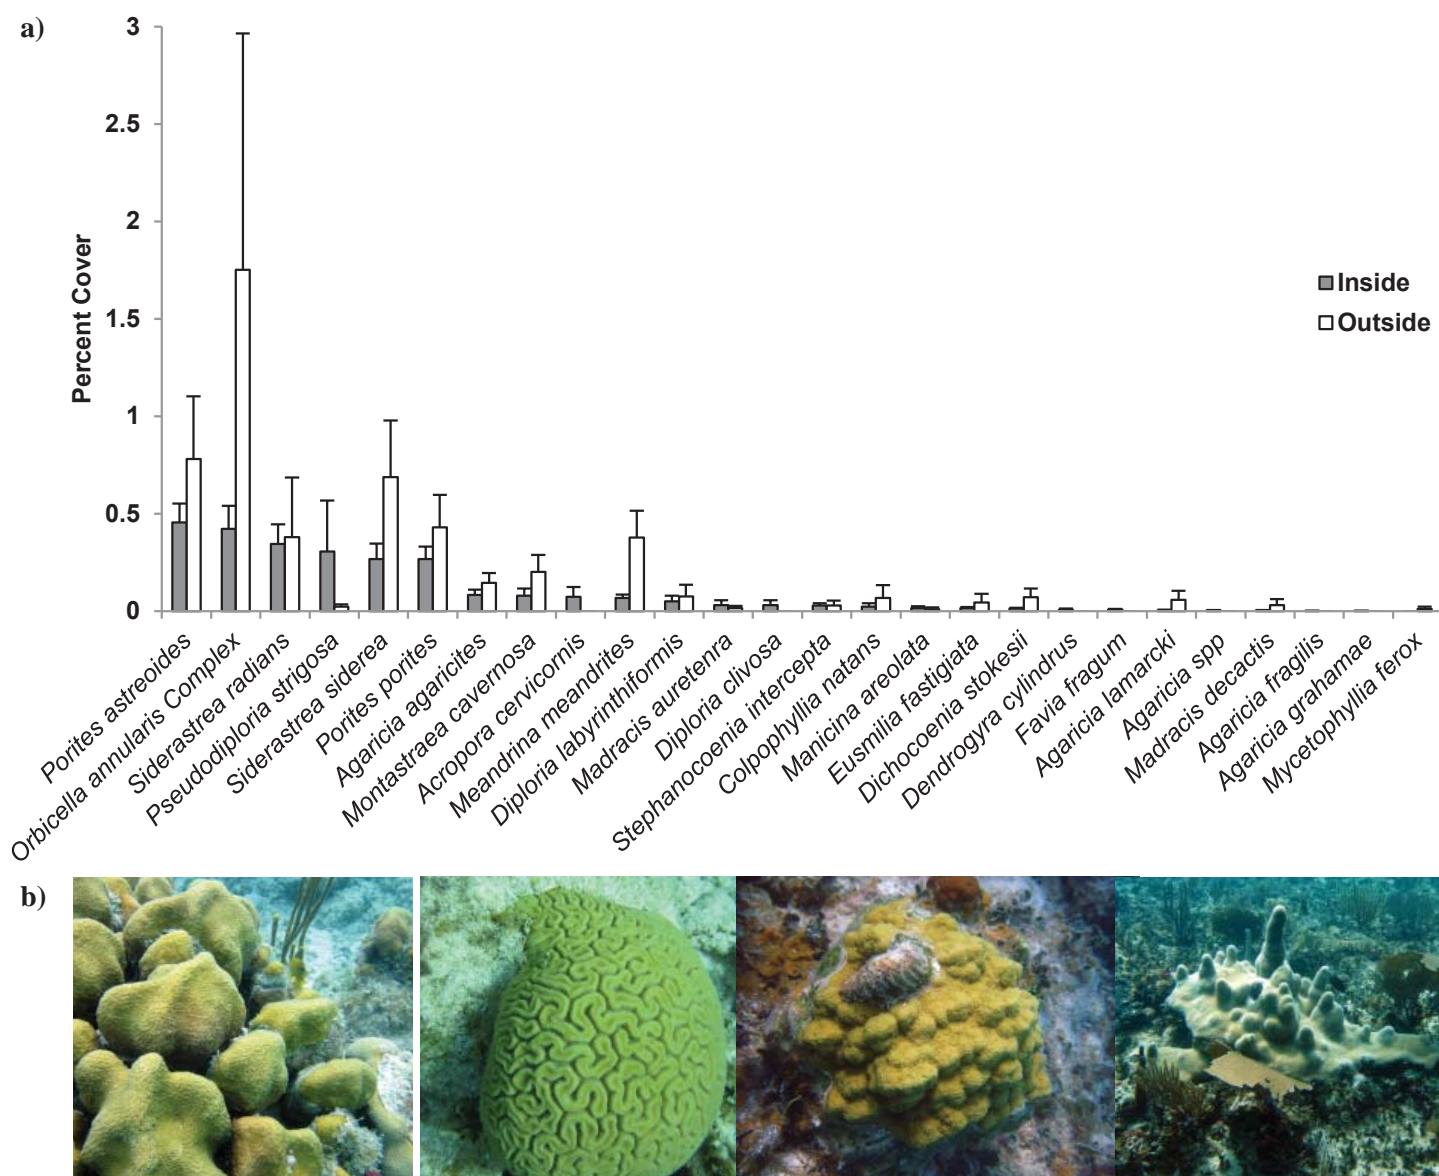 a)
3
2.5
2
1.5
1
0.5
0
Percent Cover
Inside
Outside
Porites astreoides
Orbicella annularis Complex
Siderastrea radians
Pseudodiploria strigosa
Siderastrea siderea
Porites porites
Agaricia agaricites
Montastraea cavernosa
Acropora cervicornis
Meandrina meandrites
Diploria labyrinthiformis
Madracis auretenra
Diploria clivosa
Stephanocoenia intercepta
Colpophyllia natans
Manicina areolata
Eusmilia fastigiata
Dichocoenia stokesii
Dendrogyra cylindrus
Favia fragum
Agaricia lamarcki
Agaricia spp
Madracis decactis
Agaricia fragilis
Agaricia grahamae
Mycetophyllia ferox
b)